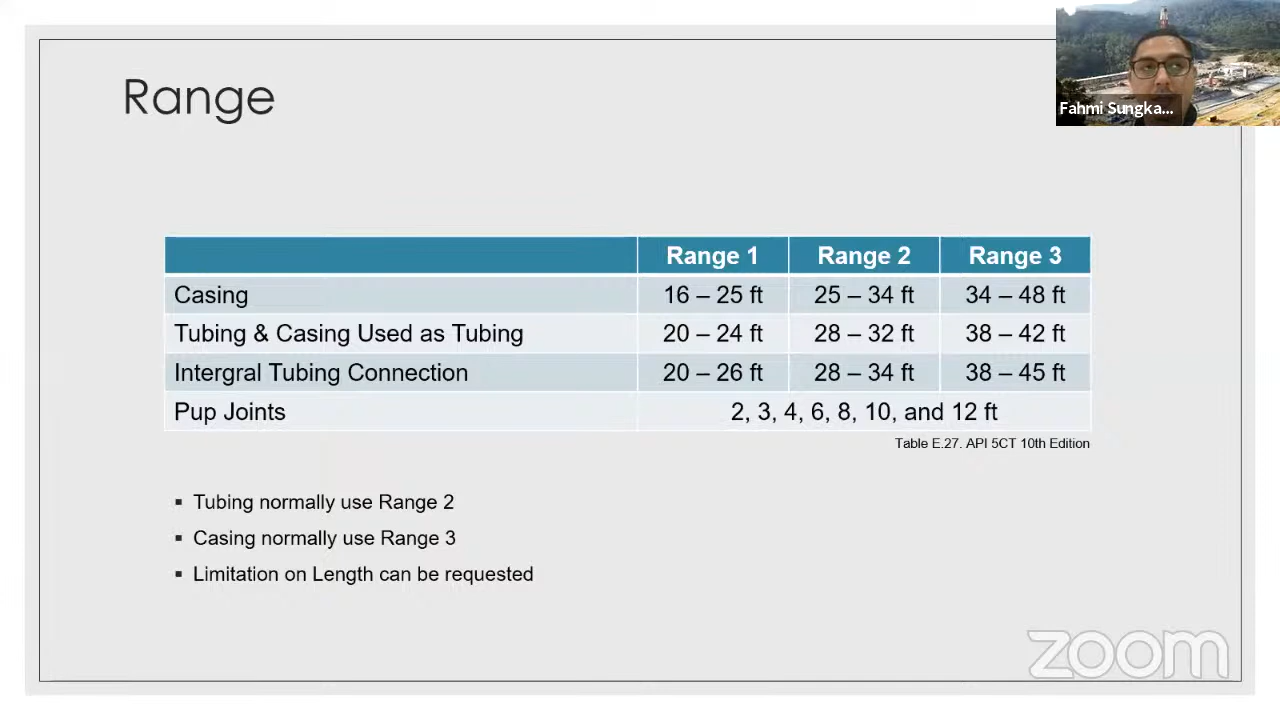 Range
Fahmi Sungka...
Range 1 Range 2 Range 3
Casing 16 – 25 ft 25 – 34 ft 34 – 48 ft
Tubing & Casing Used as Tubing 20 – 24 ft 28 – 32 ft 38 – 42 ft
Intergral Tubing Connection 20 – 26 ft 28 – 34 ft 38 – 45 ft
Pup Joints 2, 3, 4, 6, 8, 10, and 12 ft
Table E.27. API 5CT 10th Edition
▪ Tubing normally use Range 2
▪ Casing normally use Range 3
▪ Limitation on Length can be requested
zoom